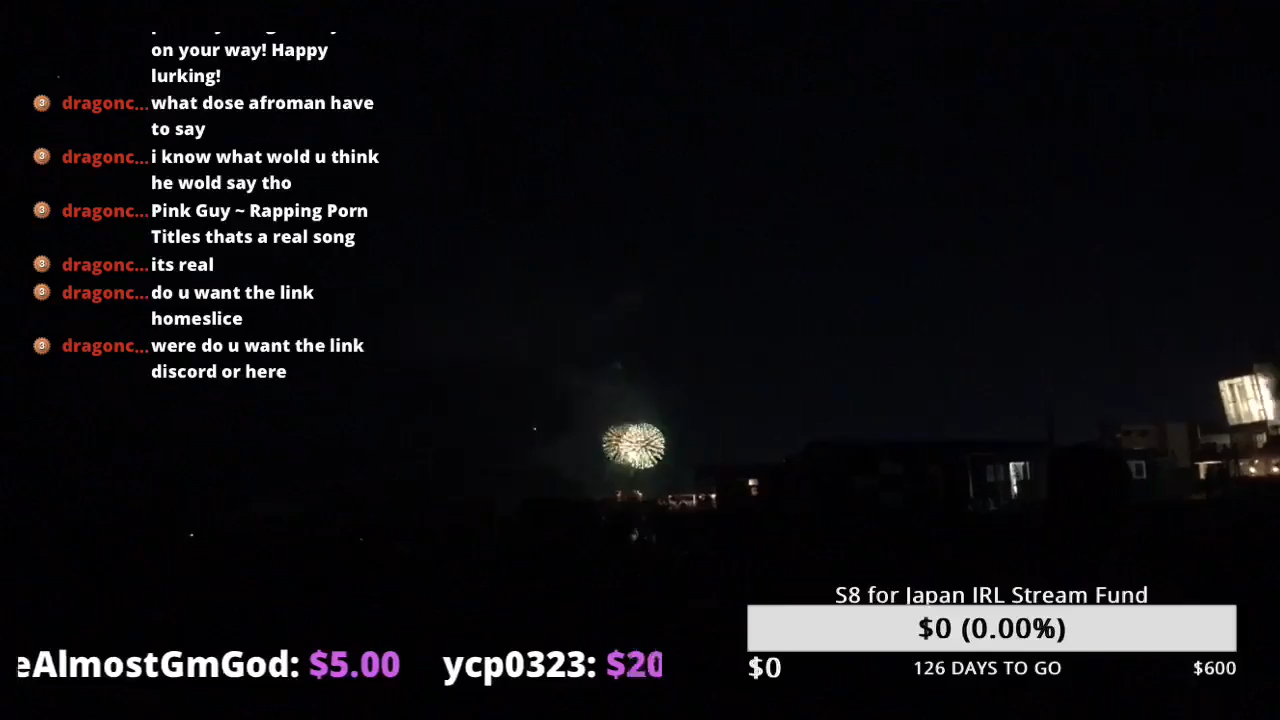 on your way! Happy
lurking!
dragonc... what dose afroman have
to say
dragonc... i know what wold u think
he wold say tho
dragonc... Pink Guy ~ Rapping Porn
Titles thats a real song
dragonc... its real
dragonc... do u want the link
homeslice
dragonc... were do u want the link
discord or here
S8 for Japan IRL Stream Fund
$0 (0.00%)
$0 126 DAYS TO GO $600
eAlmostGmGod: $5.00 ycp0323: $20